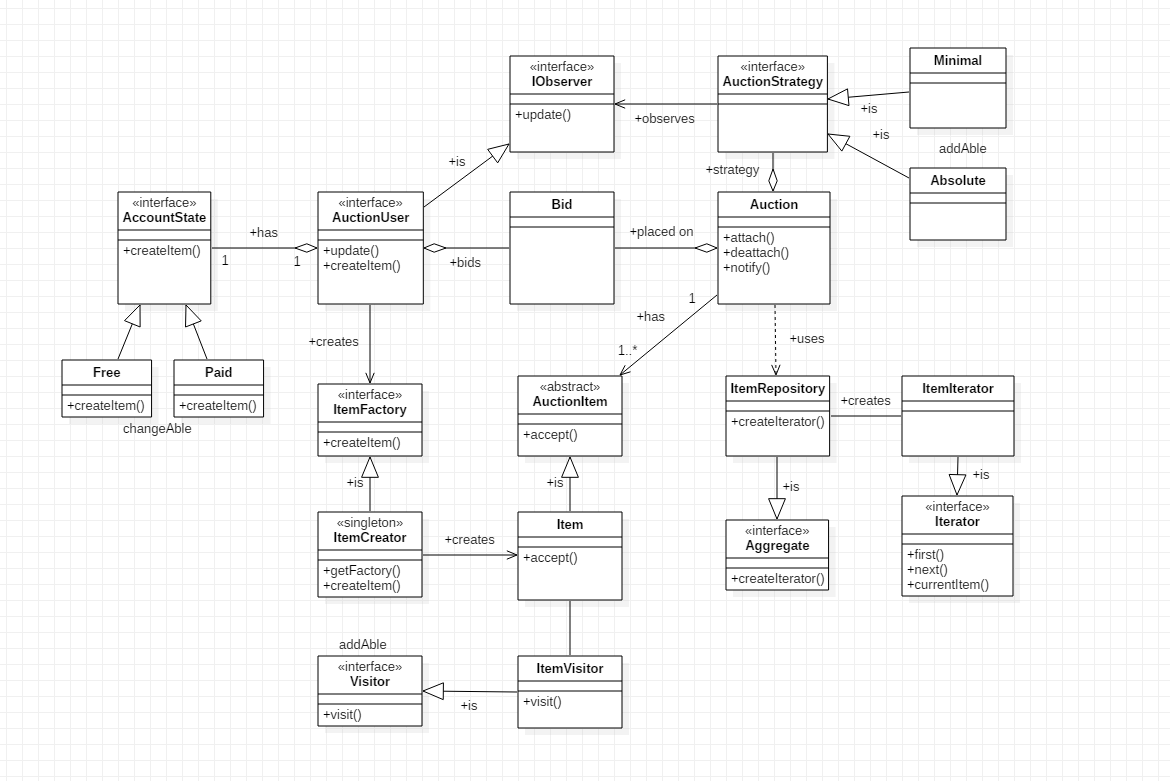 «interface»
IObserver
+update()
«interface»
AuctionStrategy
Minimal
+is
+observes
+is
addAble
+is
+strategy
Absolute
«interface»
AccountState
+createItem()
+has
1
1
«interface»
AuctionUser
+update()
+createItem()
+bids
Bid
+placed on
Auction
+attach()
+deattach()
+notify()
1
+has
1..*
+uses
+creates
Free
+createItem()
Paid
+createItem()
changeAble
«interface»
ItemFactory
+createItem()
«abstract»
AuctionItem
+accept()
ItemRepository
+createIterator()
+creates
ItemIterator
+is
+is
+is
+is
«singleton»
ItemCreator
+getFactory()
+createItem()
+creates
Item
+accept()
«interface»
Aggregate
+createIterator()
«interface»
Iterator
+first()
+next()
+currentItem()
addAble
«interface»
Visitor
+visit()
+is
ItemVisitor
+visit()